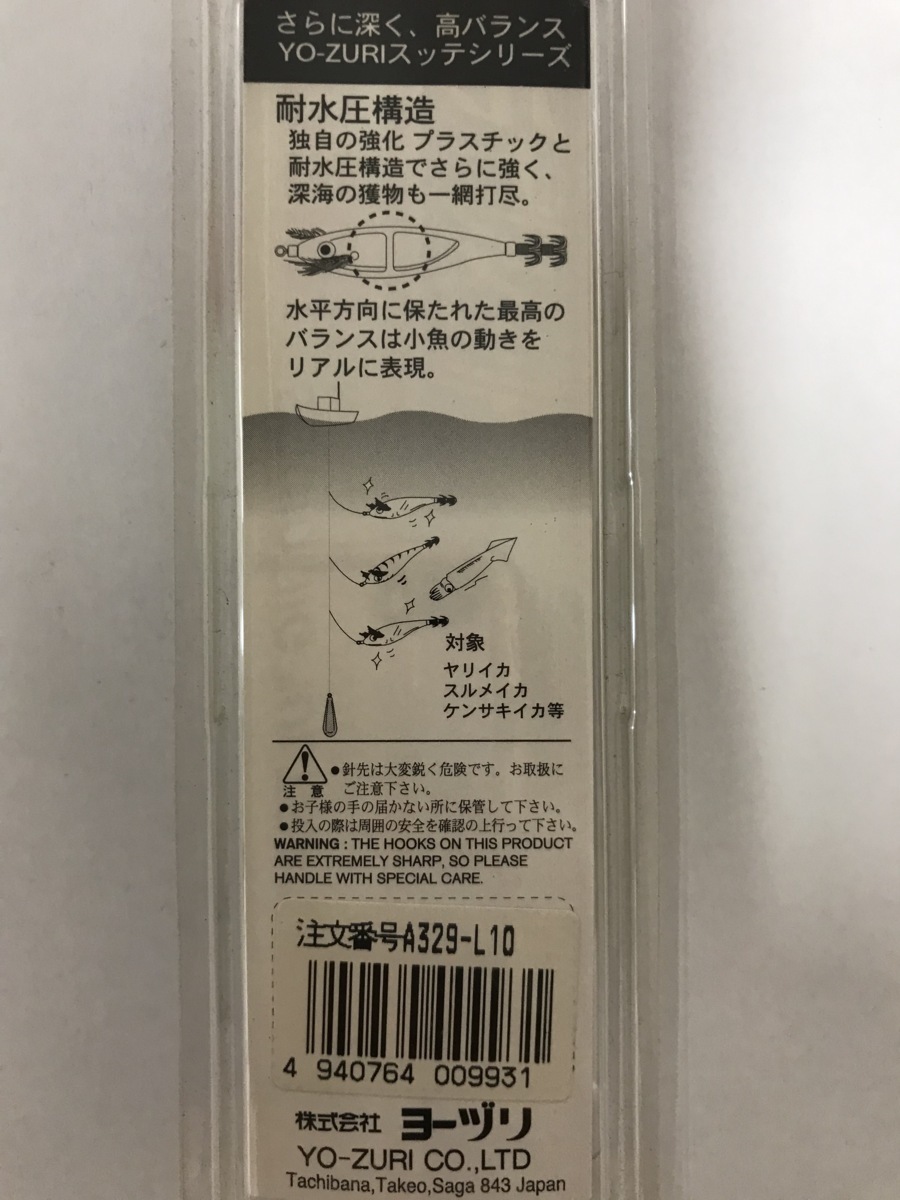 さらに深く、高バランス
YO-ZURIスッテシリーズ
耐水圧構造
独自の強化 プラスチックと
耐水圧構造でさらに強く、
深海の獲物も一網打尽。
水平方向に保たれた最高の
バランスは小魚の動きを
リアルに表現。
対象
ヤリイカ
スルメイカ
ケンサキイカ等
注 意
●針先は大変鋭く危険です。お取扱に
ご注意下さい。
●お子様の手の届かない所に保管して下さい。
●投入の際は周囲の安全を確認の上行って下さい。
WARNING : THE HOOKS ON THIS PRODUCT
ARE EXTREMELY SHARP, SO PLEASE
HANDLE WITH SPECIAL CARE.
注文番号A329-L10
4 940764 009931
株式会社 ヨーヅリ
YO-ZURI CO.,LTD
Tachibana,Takeo,Saga 843 Japan